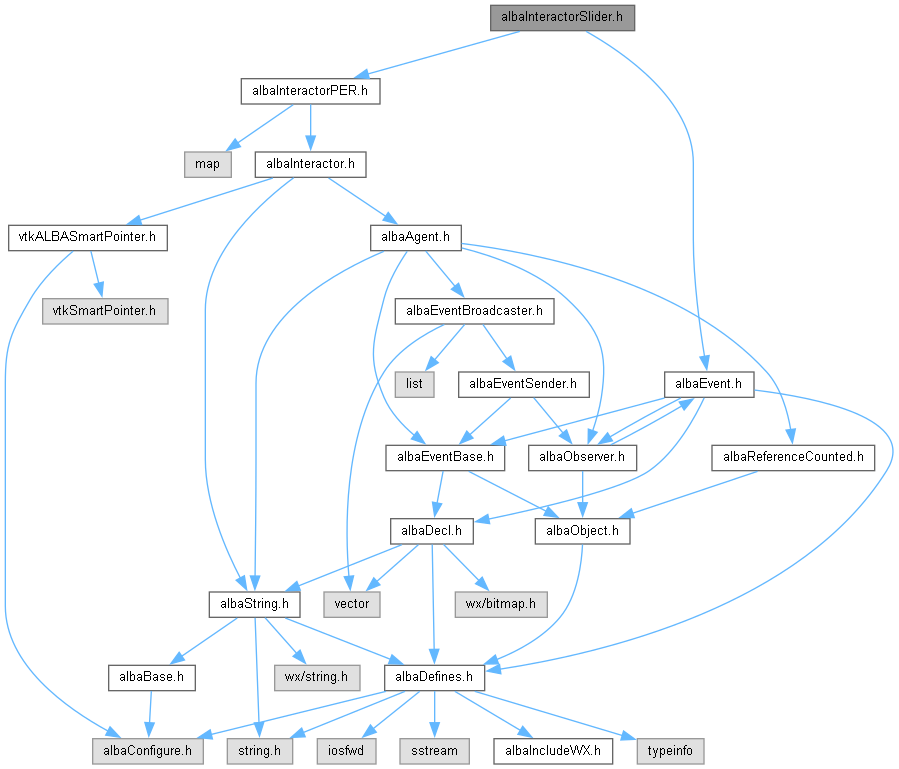 albaInteractorSlider.h
albaInteractorPER.h
map
albaInteractor.h
vtkALBASmartPointer.h
albaAgent.h
vtkSmartPointer.h
albaEventBroadcaster.h
list
albaEventSender.h
albaEvent.h
albaEventBase.h
albaObserver.h
albaReferenceCounted.h
albaDecl.h
albaObject.h
albaString.h
vector
wx/bitmap.h
albaBase.h
wx/string.h
albaDefines.h
albaConfigure.h
string.h
iosfwd
sstream
albaIncludeWX.h
typeinfo